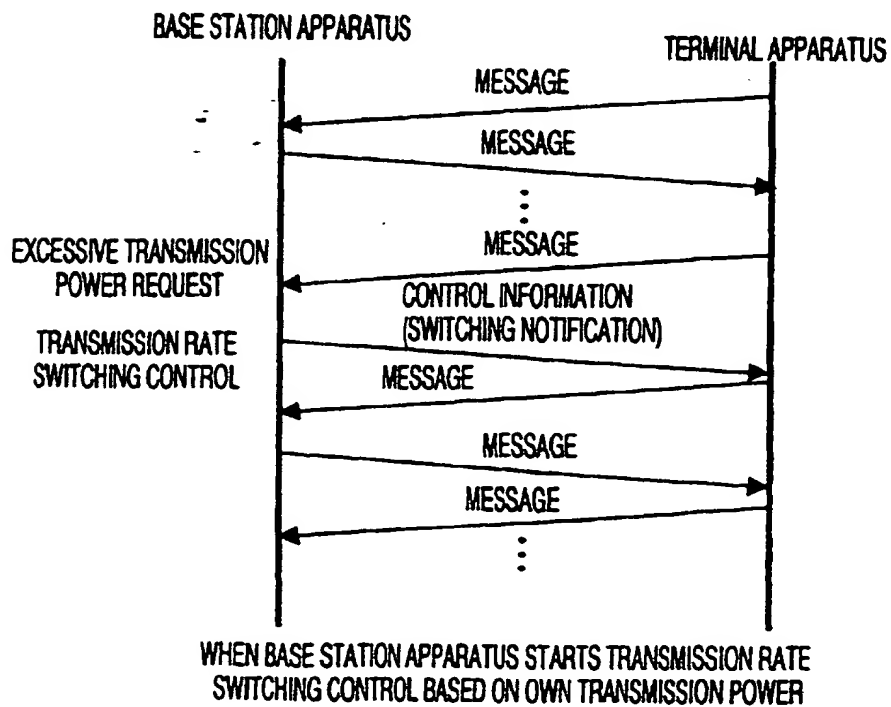 BASE STATION APPARATUS
TERMINAL APPARATUS
MESSAGE
MESSAGE
MESSAGE
EXCESSIVE TRANSMISSION
POWER REQUEST
CONTROL INFORMATION
(SWITCHING NOTIFICATION)
TRANSMISSION RATE
SWITCHING CONTROL
MESSAGE
MESSAGE
MESSAGE
WHEN BASE STATION APPARATUS STARTS TRANSMISSION RATE
SWITCHING CONTROL BASED ON OWN TRANSMISSION POWER